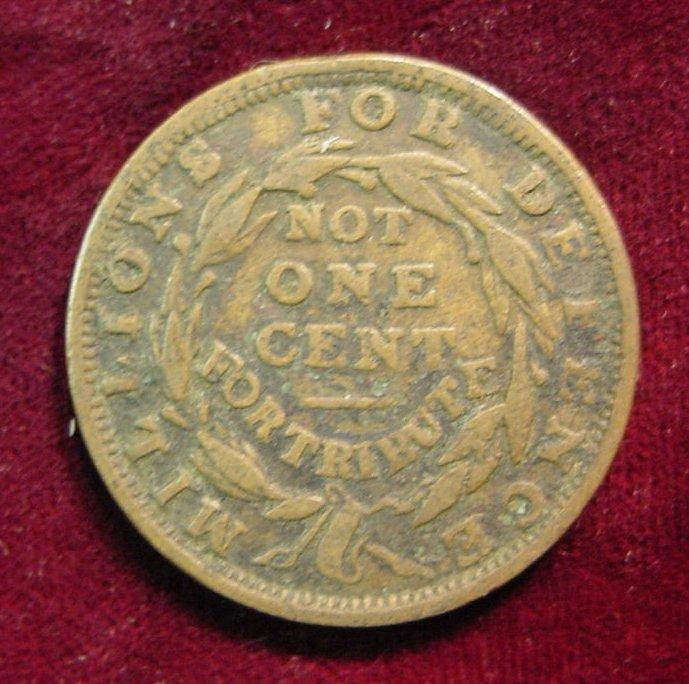 MILLIONS FOR DEFENCE
NOT
ONE
CENT
FOR TRIBUTE